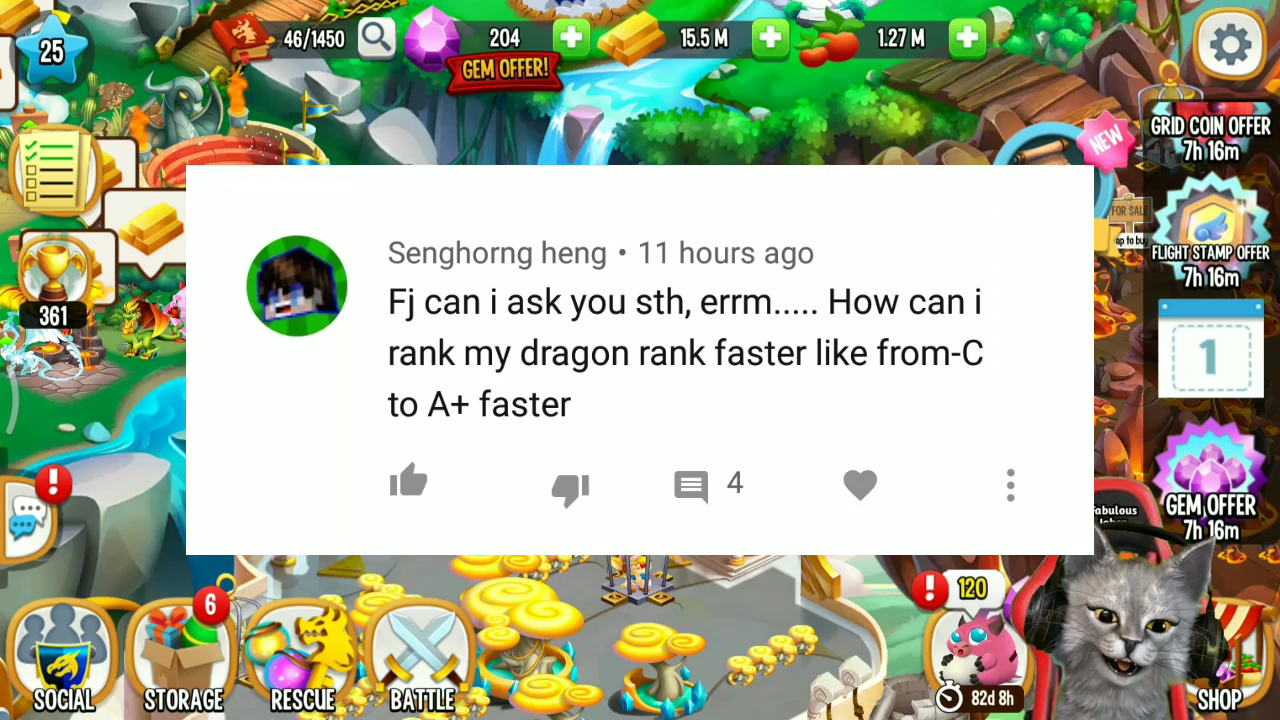 25
46/1450
204
15.5 M
1.27 M
GEM OFFER!
GRID COIN OFFER
7h 16m
NEW
FOR SALE
FLIGHT STAMP OFFER
7h 16m
361
1
Senghorng heng • 11 hours ago
Fj can i ask you sth, errm..... How can i
rank my dragon rank faster like from-C
to A+ faster
4
GEM OFFER
7h 16m
Fabulous
!
6
!
120
82d 8h
SOCIAL
STORAGE
RESCUE
BATTLE
SHOP